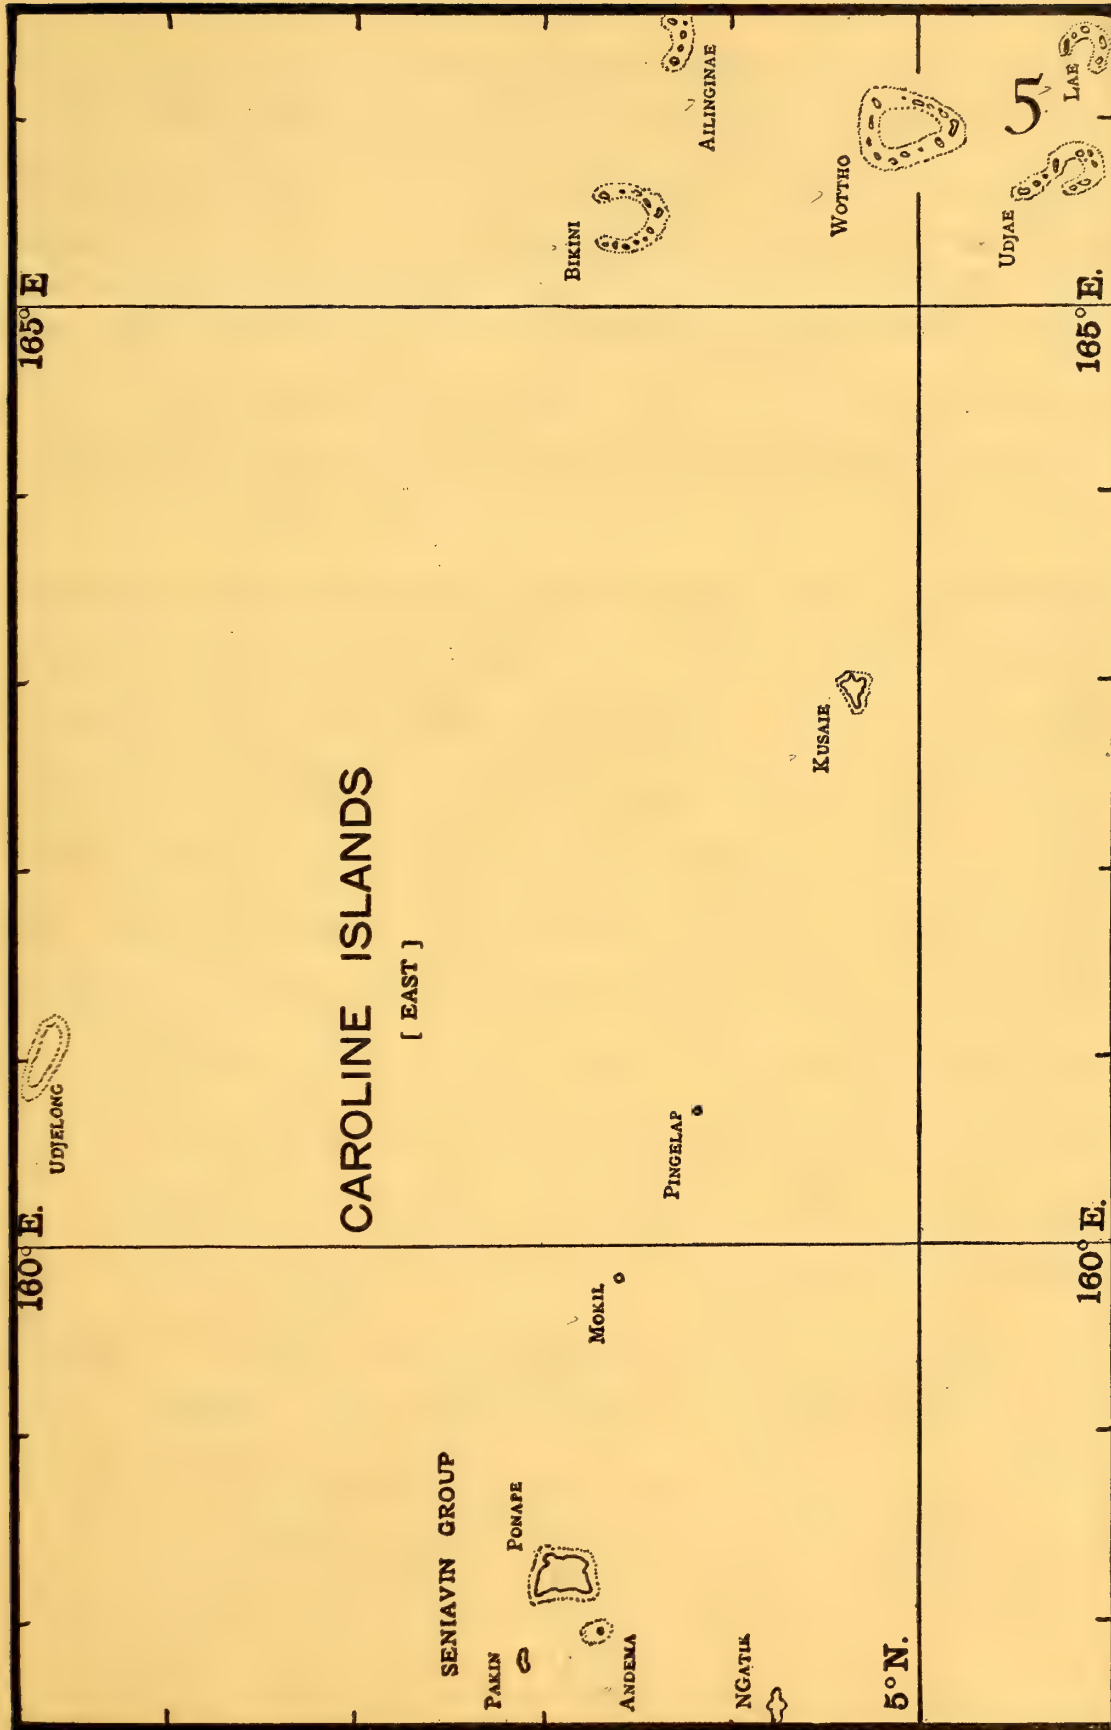 160° E.
165° E
UDJELONG
CAROLINE ISLANDS
[ EAST ]
SENIAVIN GROUP
PAKIN
PONAPE
ANDEMA
MOKIL
BIKINI
PINGELAP
AILINGINAE
NGATIK
KUSAIE
WOTTHO
5° N.
5
UDJAE
LAE
160° E.
165° E.